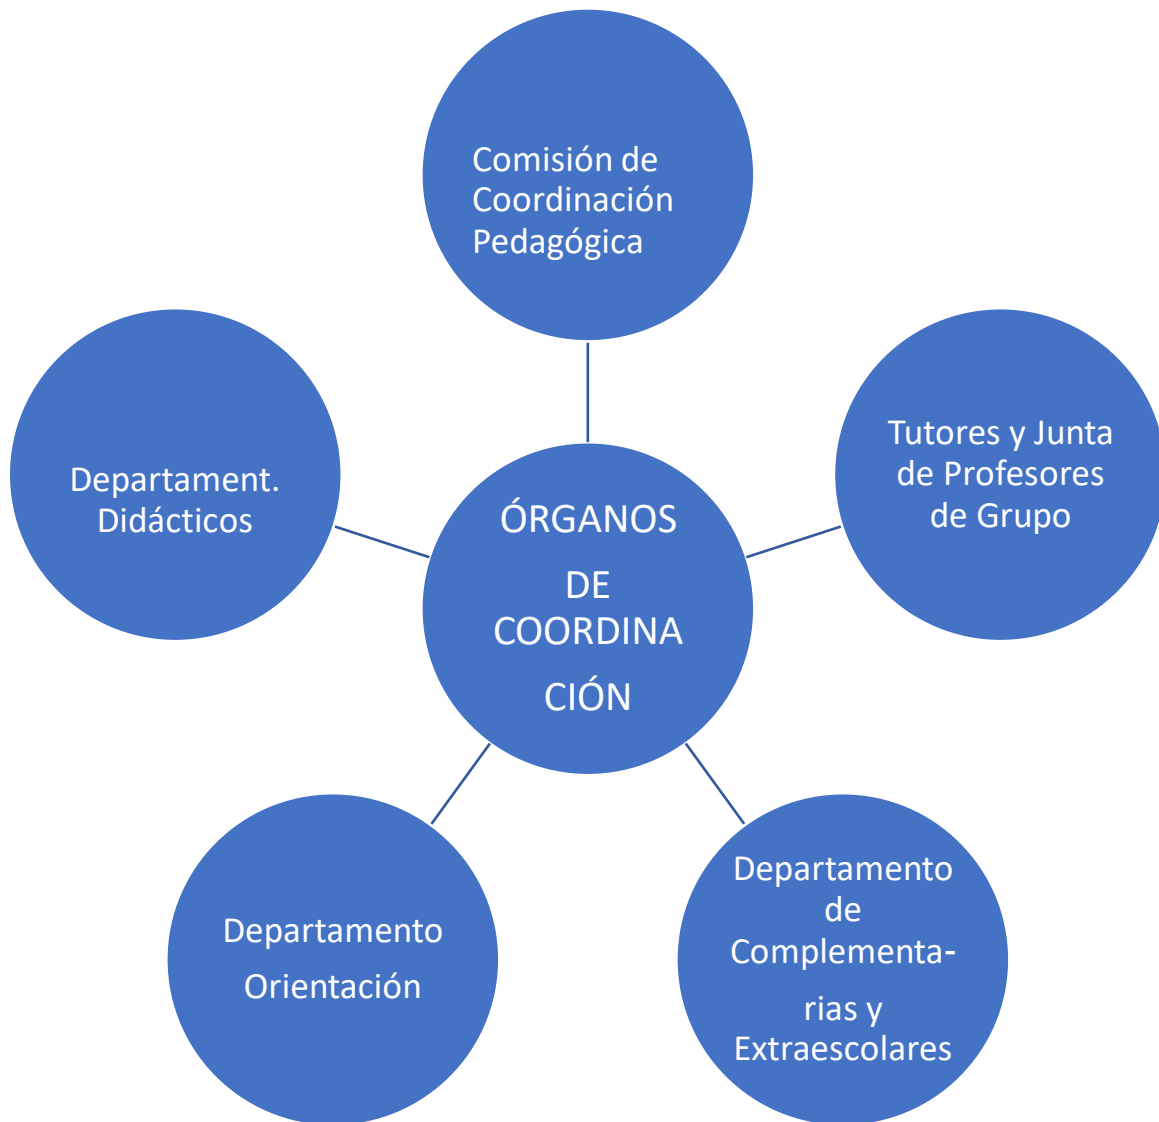 Comisión de
Coordinación
Pedagógica
Tutores y Junta
de Profesores
de Grupo
Departament.
Didácticos
ÓRGANOS
DE
COORDINA
CIÓN
Departamento
Orientación
Departamento
de
Complementa-
rias y
Extraescolares